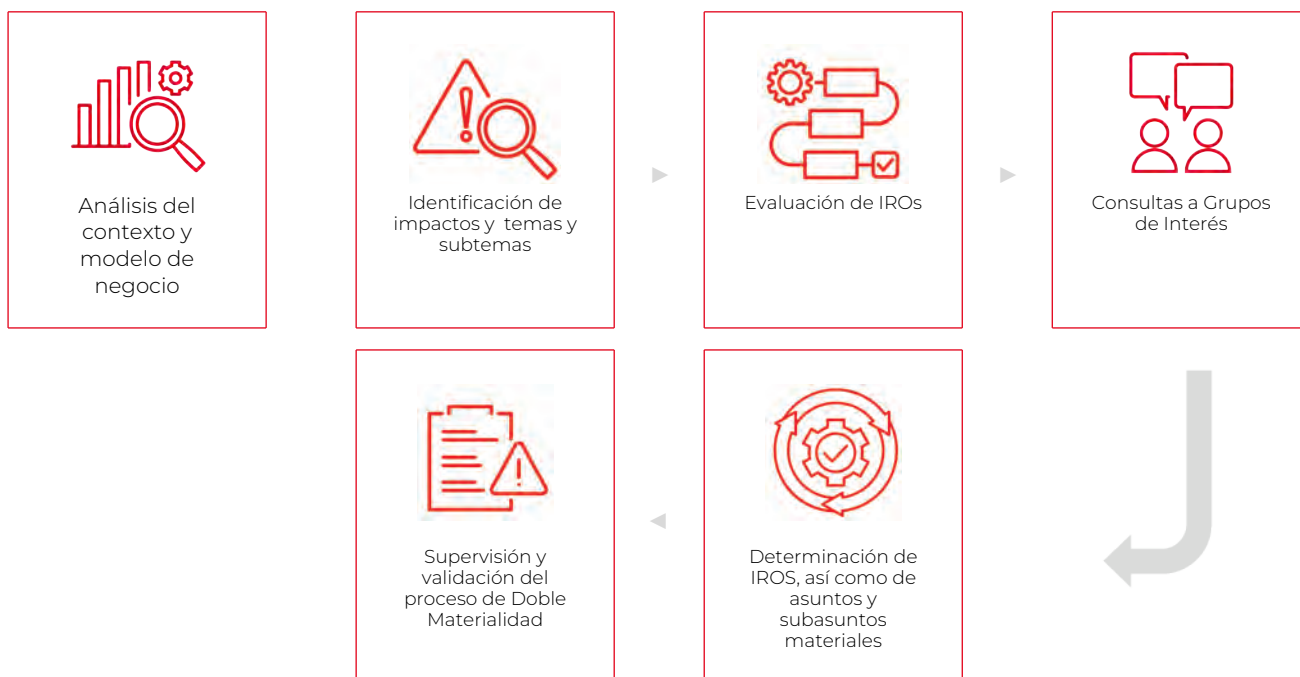 Análisis del
contexto y
modelo de
negocio
Identificación de
impactos y temas y
subtemas
Evaluación de IROs
Consultas a Grupos
de Interés
Supervisión y
validación del
proceso de Doble
Materialidad
Determinación de
IROS, así como de
asuntos y
subasuntos
materiales